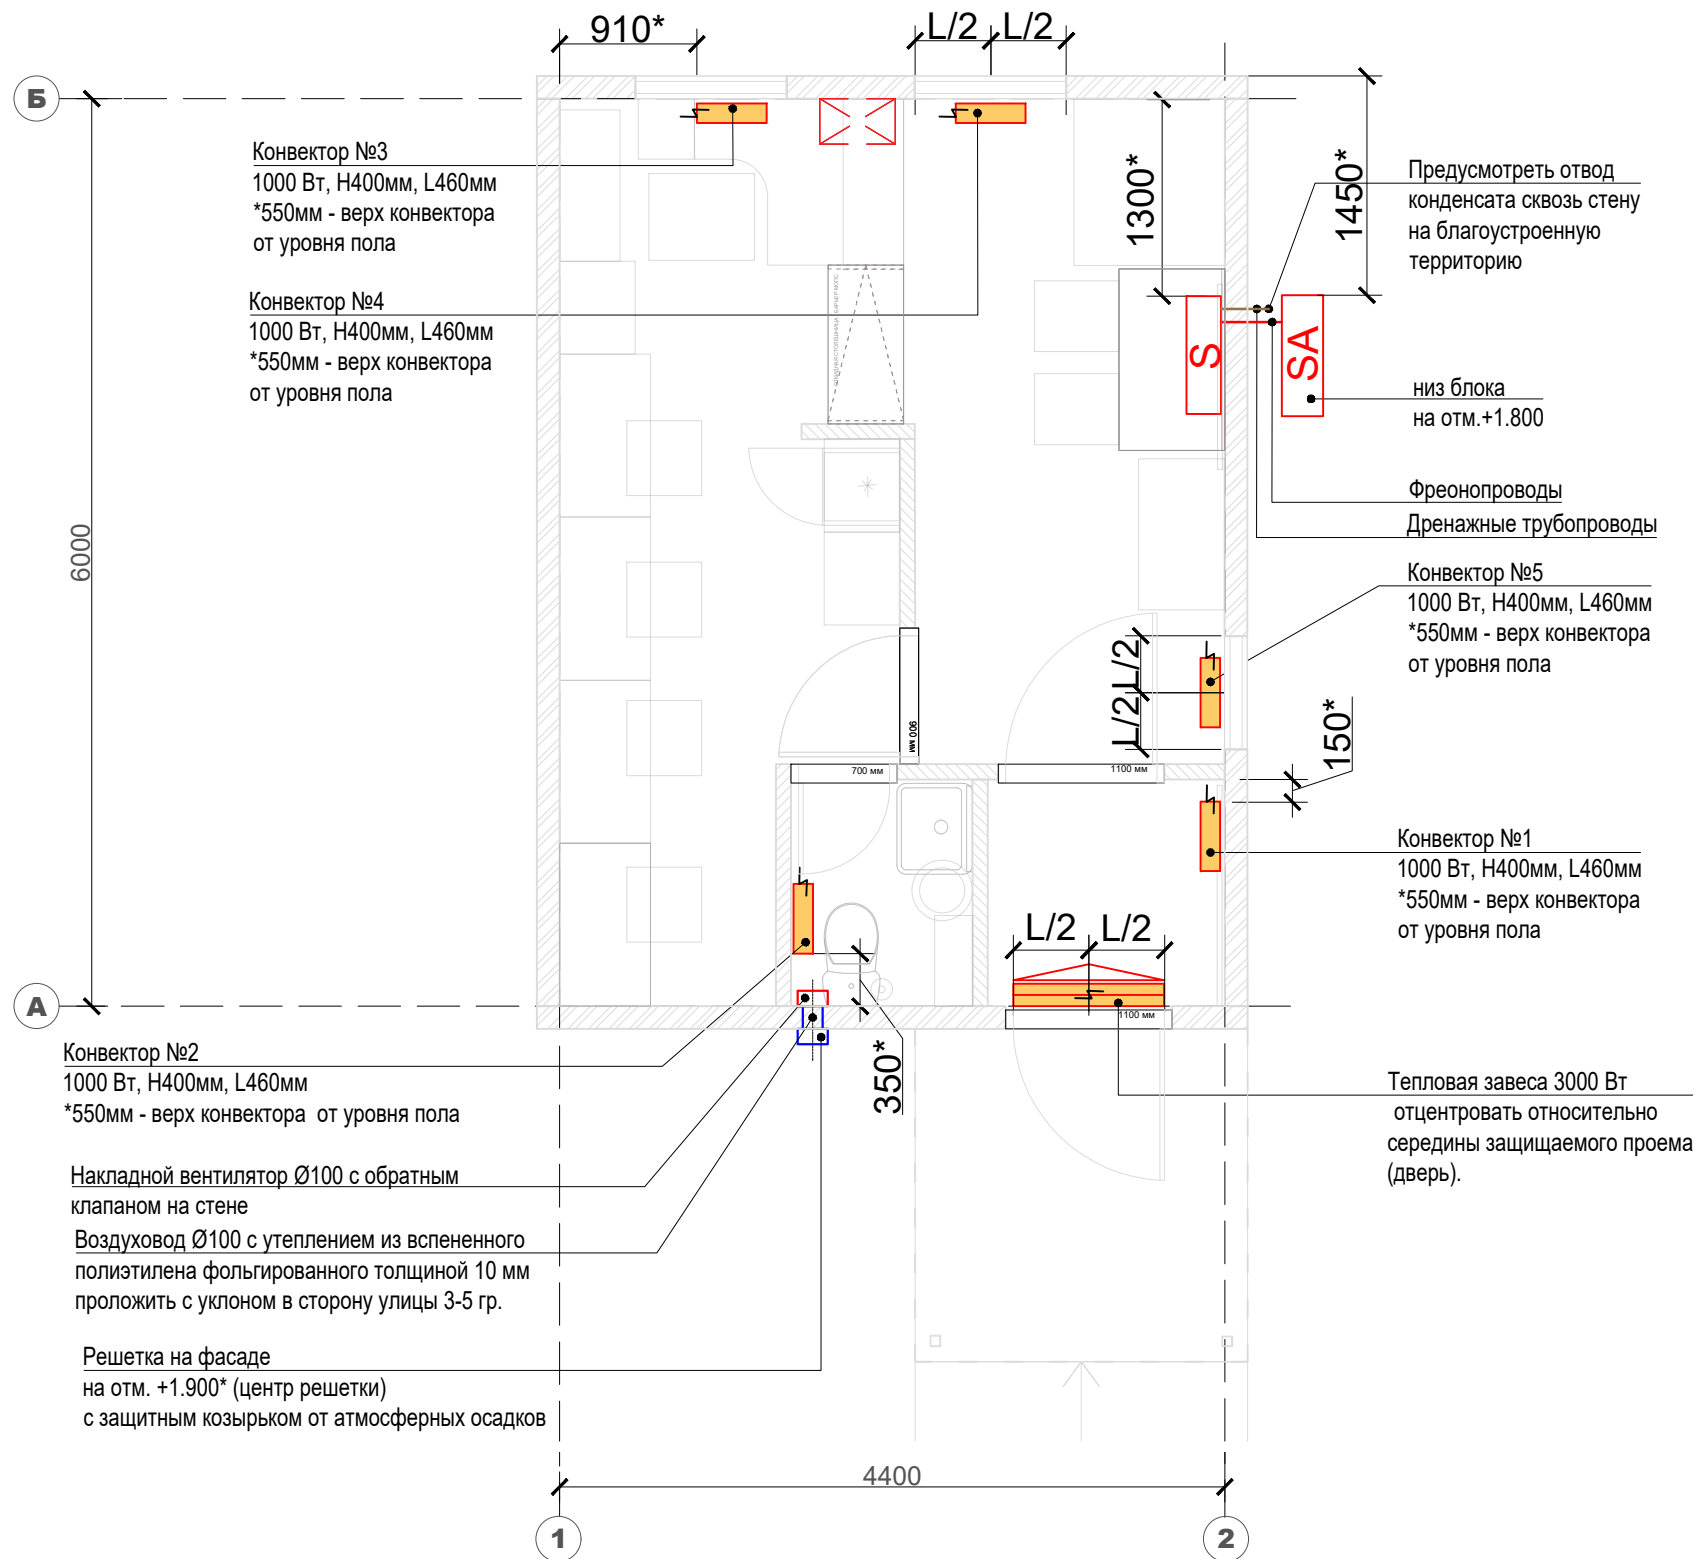 910*
L/2
L/2
Б
Конвектор №3
1000 Вт, H400мм, L460мм
*550мм - верх конвектора
от уровня пола
Конвектор №4
1000 Вт, H400мм, L460мм
*550мм - верх конвектора
от уровня пола
1300*
1450*
Предусмотреть отвод
конденсата сквозь стену
на благоустроенную
территорию
S
SA
низ блока
на отм.+1.800
Фреонопроводы
Дренажные трубопроводы
6000
Конвектор №5
1000 Вт, H400мм, L460мм
*550мм - верх конвектора
от уровня пола
L/2
L/2
900 мм
700 мм
1100 мм
150*
Конвектор №1
1000 Вт, H400мм, L460мм
*550мм - верх конвектора
от уровня пола
L/2
L/2
А
1100 мм
350*
Конвектор №2
1000 Вт, H400мм, L460мм
*550мм - верх конвектора от уровня пола
Тепловая завеса 3000 Вт
отцентровать относительно
середины защищаемого проема
(дверь).
Накладной вентилятор Ø100 с обратным
клапаном на стене
Воздуховод Ø100 с утеплением из вспененного
полиэтилена фольгированного толщиной 10 мм
проложить с уклоном в сторону улицы 3-5 гр.
Решетка на фасаде
на отм. +1.900* (центр решетки)
с защитным козырьком от атмосферных осадков
4400
1
2